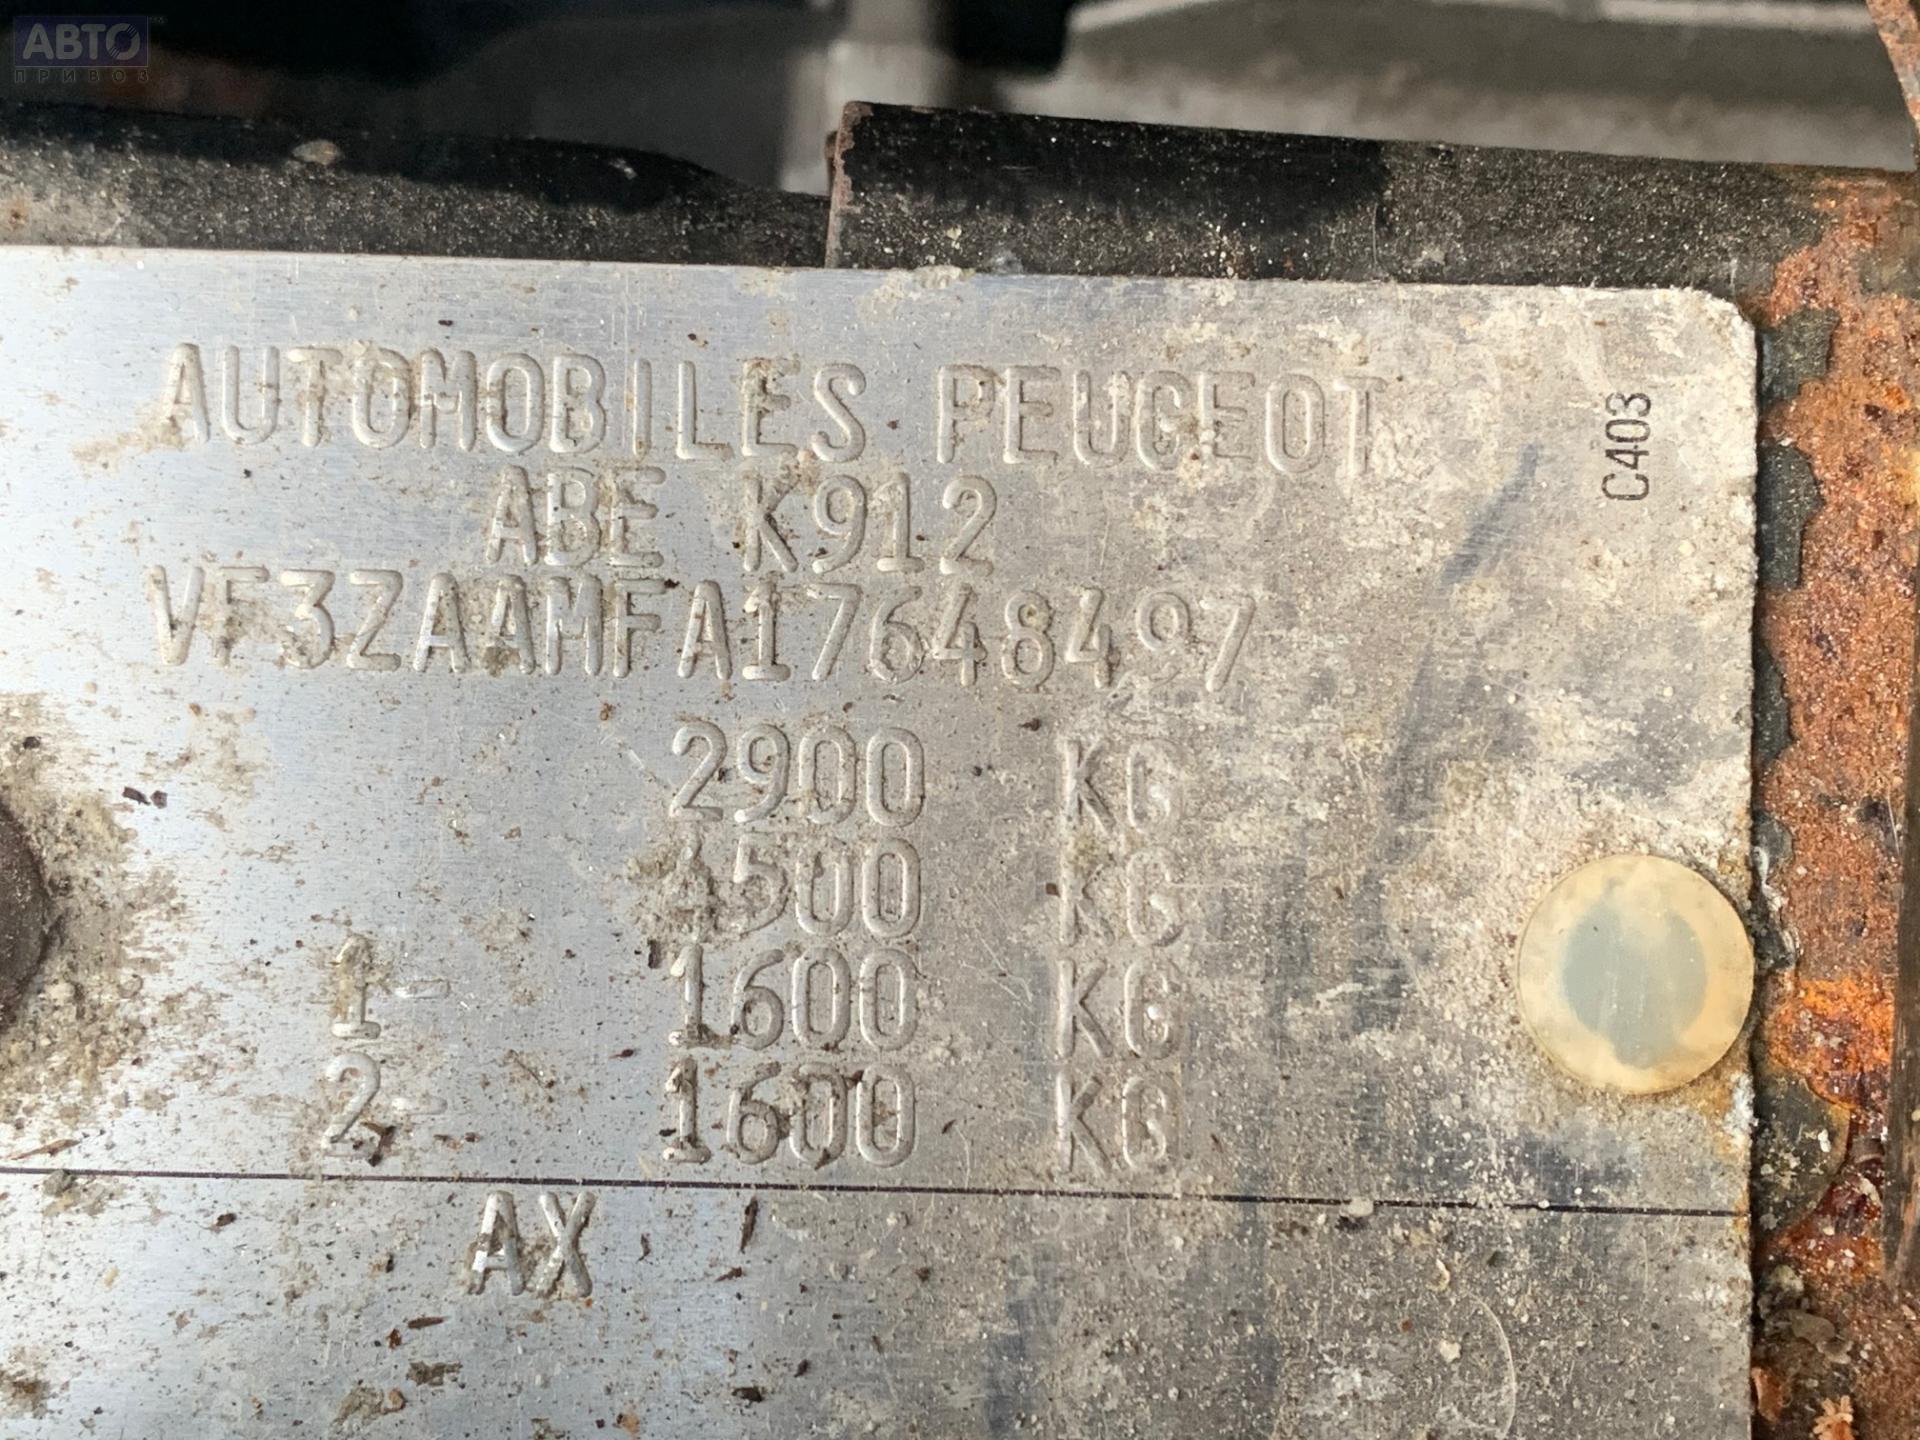 АВТО
ПРИВОЗ
AUTOMOBILES PEUGEOT
C403
ABE K912
VF3ZAAMFA17648497
2900 KG
4500 KG
1- 1600 KG
2- 1600 KG
AX